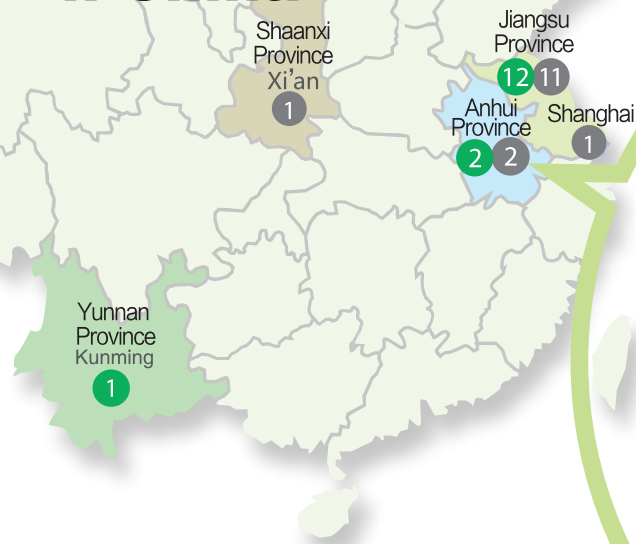 Shaanxi
Province
Xi’an
1
Jiangsu
Province
12 11
Anhui
Province
2 2
Shanghai
1
Yunnan
Province
Kunming
1